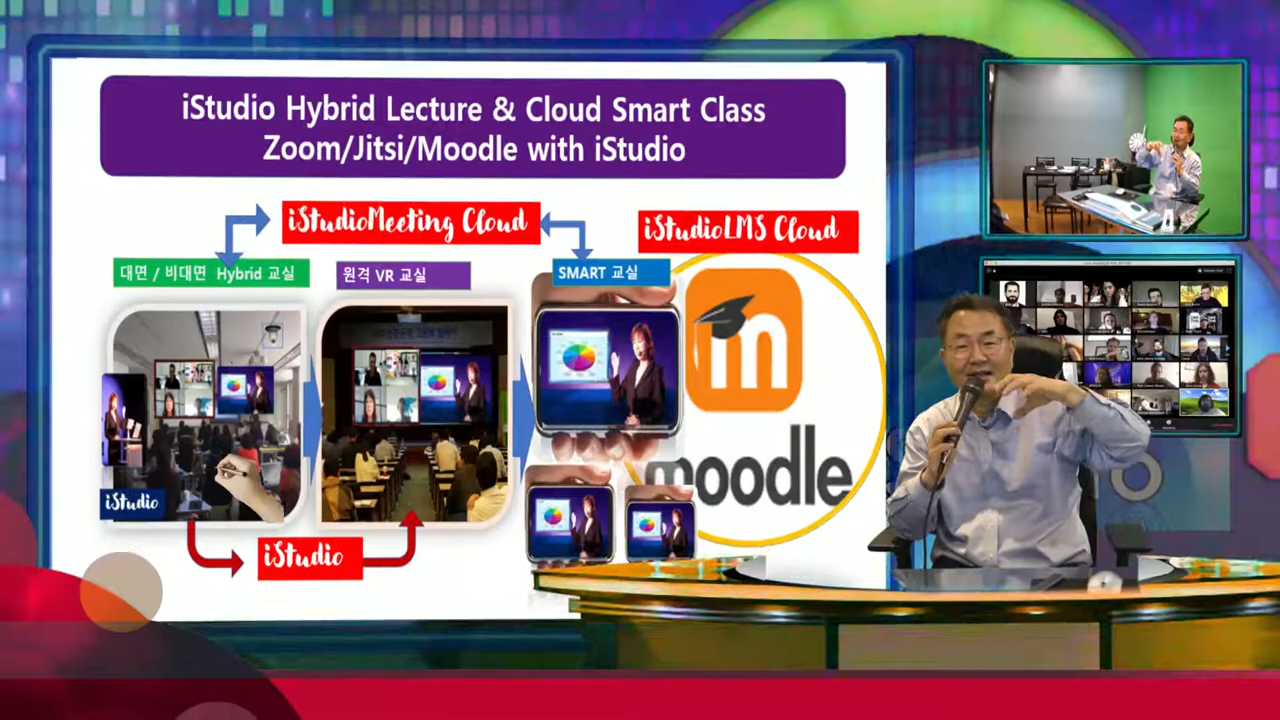 iStudio Hybrid Lecture & Cloud Smart Class
Zoom/Jitsi/Moodle with iStudio
iStudioMeeting Cloud
iStudioLMS Cloud
대면 / 비대면 Hybrid 교실
원격 VR 교실
SMART 교실
m
moodle
iStudio
iStudio